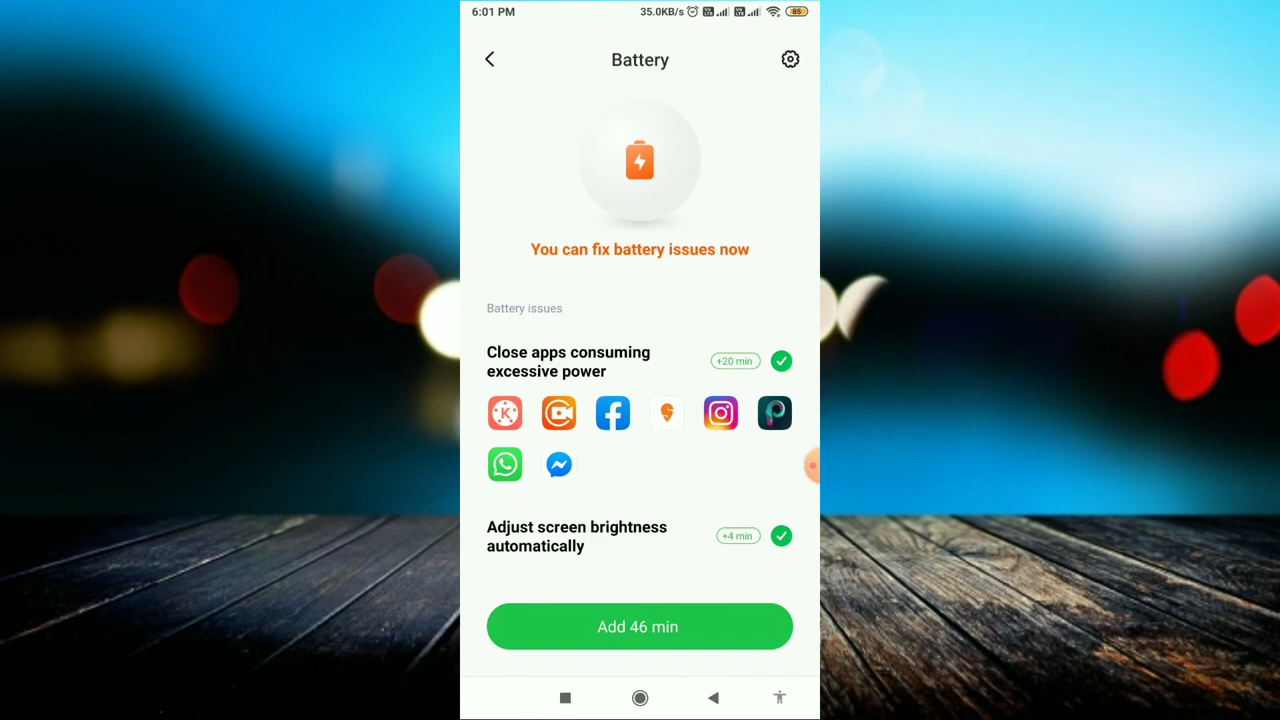 6:01 PM 35.0KB/s 85
Battery
You can fix battery issues now
Battery issues
Close apps consuming
excessive power
+20 min
K
Adjust screen brightness
automatically
+4 min
Add 46 min